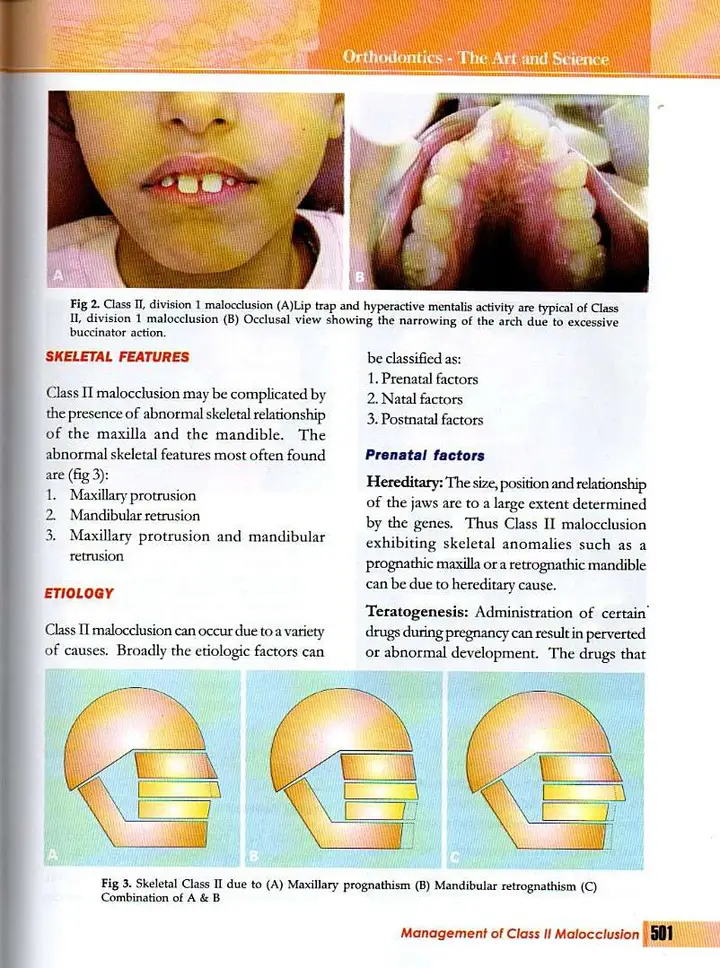 Orthodontics - The Art and Science
A
B
Fig 2. Class II, division 1 malocclusion (A)Lip trap and hyperactive mentalis activity are typical of Class
II, division 1 malocclusion (B) Occlusal view showing the narrowing of the arch due to excessive
buccinator action.
SKELETAL FEATURES
Class II malocclusion may be complicated by
the presence of abnormal skeletal relationship
of the maxilla and the mandible. The
abnormal skeletal features most often found
are (fig 3):
1. Maxillary protrusion
2. Mandibular retrusion
3. Maxillary protrusion and mandibular
retrusion
ETIOLOGY
Class II malocclusion can occur due to a variety
of causes. Broadly the etiologic factors can
be classified as:
1. Prenatal factors
2. Natal factors
3. Postnatal factors
Prenatal factors
Hereditary: The size, position and relationship
of the jaws are to a large extent determined
by the genes. Thus Class II malocclusion
exhibiting skeletal anomalies such as a
prognathic maxilla or a retrognathic mandible
can be due to hereditary cause.
Teratogenesis: Administration of certain
drugs during pregnancy can result in perverted
or abnormal development. The drugs that
A
B
C
Fig 3. Skeletal Class II due to (A) Maxillary prognathism (B) Mandibular retrognathism (C)
Combination of A & B
Management of Class II Malocclusion 501